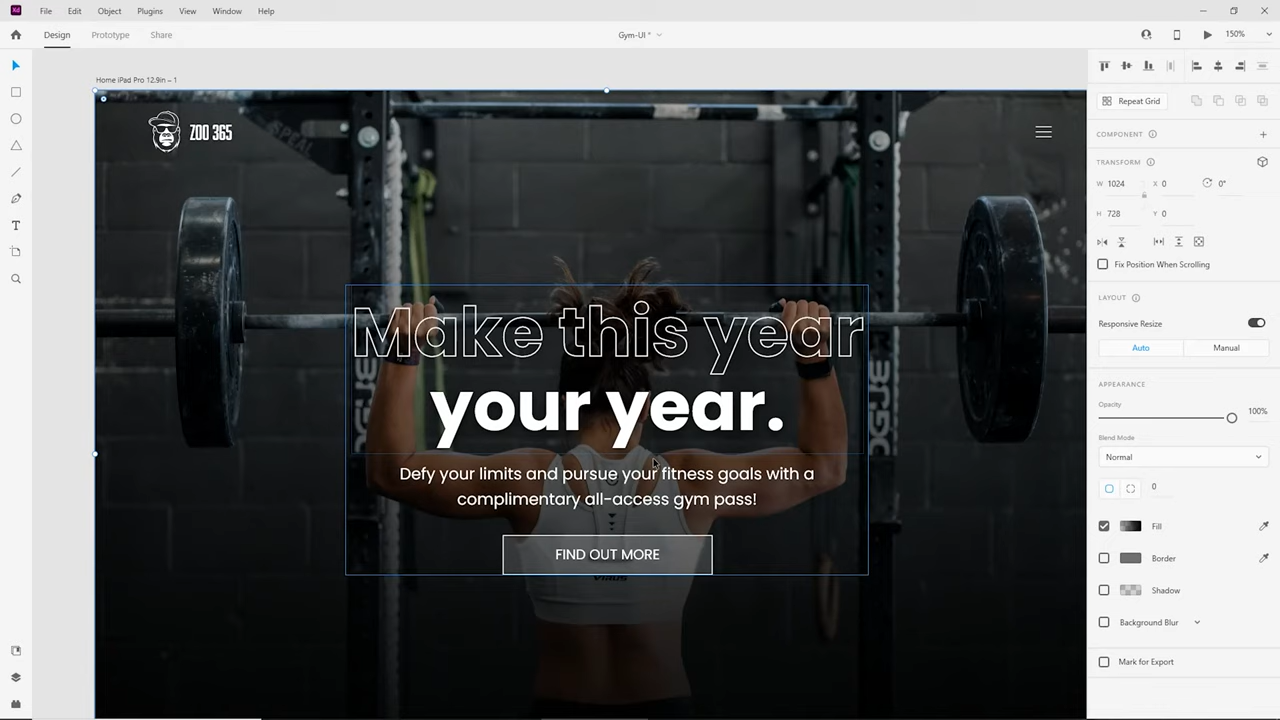 Xd File Edit Object Plugins View Window Help
Design Prototype Share Gym-UI * 150%
Home iPad Pro 12.9in – 1
ZOO 365
Make this year
your year.
Defy your limits and pursue your fitness goals with a
complimentary all-access gym pass!
FIND OUT MORE
Repeat Grid
COMPONENT
TRANSFORM
W 1024 X 0 0°
H 728 Y 0
Fix Position When Scrolling
LAYOUT
Responsive Resize
Auto Manual
APPEARANCE
Opacity
100%
Blend Mode
Normal
0
Fill
Border
Shadow
Background Blur
Mark for Export